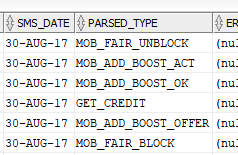 SMS_DATE PARSED_TYPE ER
30-AUG-17 MOB_FAIR_UNBLOCK (nul
30-AUG-17 MOB_ADD_BOOST_ACT (nul
30-AUG-17 MOB_ADD_BOOST_OK (nul
30-AUG-17 GET_CREDIT (nul
30-AUG-17 MOB_ADD_BOOST_OFFER (nul
30-AUG-17 MOB_FAIR_BLOCK (nul